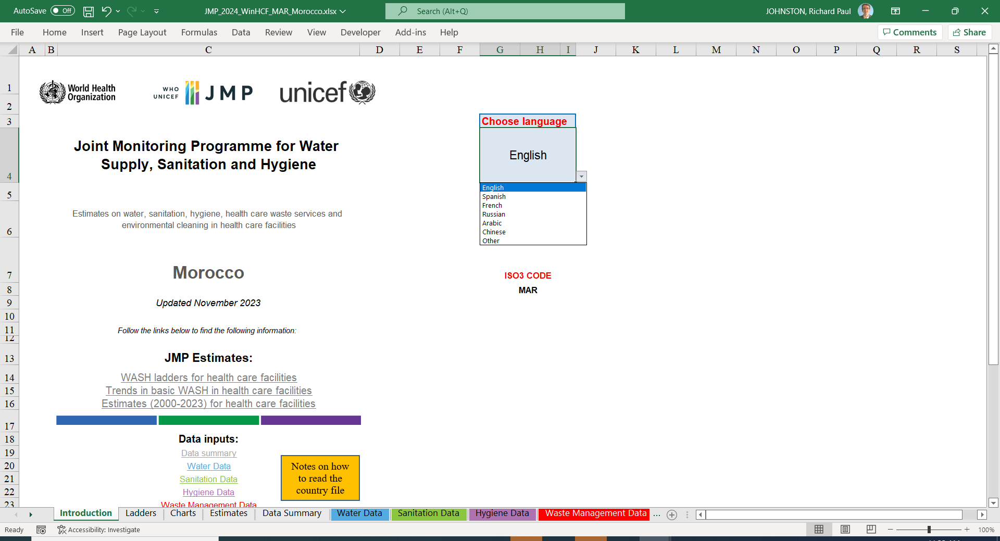 AutoSave Off JMP_2024_WinHCF_MAR_Morocco.xlsx Search (Alt+Q) JOHNSTON, Richard Paul
File Home Insert Page Layout Formulas Data Review View Developer Add-ins Help Comments Share
A B C D E F G H I J K L M N O P Q R S
1
2
3
4
5
6
7
8
9
10
11
12
13
14
15
16
17
18
19
20
21
22
23
World Health
Organization
WHO
UNICEF
JMP
unicef
Choose language
English
English
Spanish
French
Russian
Arabic
Chinese
Other
Joint Monitoring Programme for Water
Supply, Sanitation and Hygiene
Estimates on water, sanitation, hygiene, health care waste services and
environmental cleaning in health care facilities
Morocco
ISO3 CODE
MAR
Updated November 2023
Follow the links below to find the following information:
JMP Estimates:
WASH ladders for health care facilities
Trends in basic WASH in health care facilities
Estimates (2000-2023) for health care facilities
Data inputs:
Data summary
Water Data
Sanitation Data
Hygiene Data
Waste Management Data
Notes on how
to read the
country file
Introduction Ladders Charts Estimates Data Summary Water Data Sanitation Data Hygiene Data Waste Management Data ...
Ready Accessibility: Investigate 100%